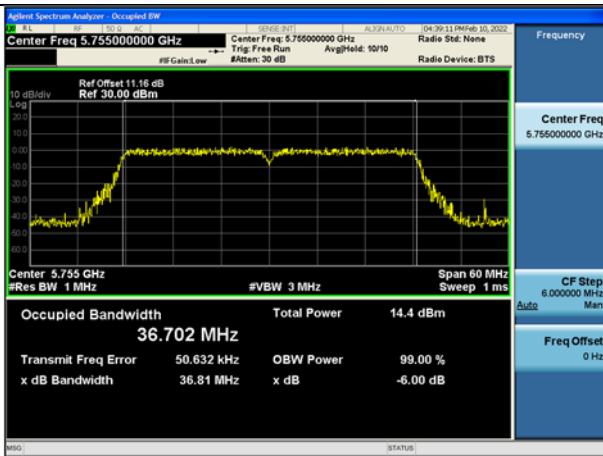 Agilent Spectrum Analyzer - Occupied BW
RL RF 50 Ω AC SENSE:INT ALIGN AUTO 04:39:11 PM Feb 10, 2022
Center Freq 5.755000000 GHz
Center Freq: 5.755000000 GHz Radio Std: None
Trig: Free Run Avg|Hold: 10/10
#IFGain:Low #Atten: 30 dB Radio Device: BTS
Ref Offset 11.16 dB
10 dB/div Ref 30.00 dBm
Log
20.0
10.0
0.00
-10.0
-20.0
-30.0
-40.0
-50.0
-60.0
Center 5.755 GHz Span 60 MHz
#Res BW 1 MHz #VBW 3 MHz Sweep 1 ms
Occupied Bandwidth Total Power 14.4 dBm
36.702 MHz
Transmit Freq Error 50.632 kHz OBW Power 99.00 %
x dB Bandwidth 36.81 MHz x dB -6.00 dB
MSG STATUS
Frequency
Center Freq
5.755000000 GHz
CF Step
6.000000 MHz
Auto Man
Freq Offset
0 Hz